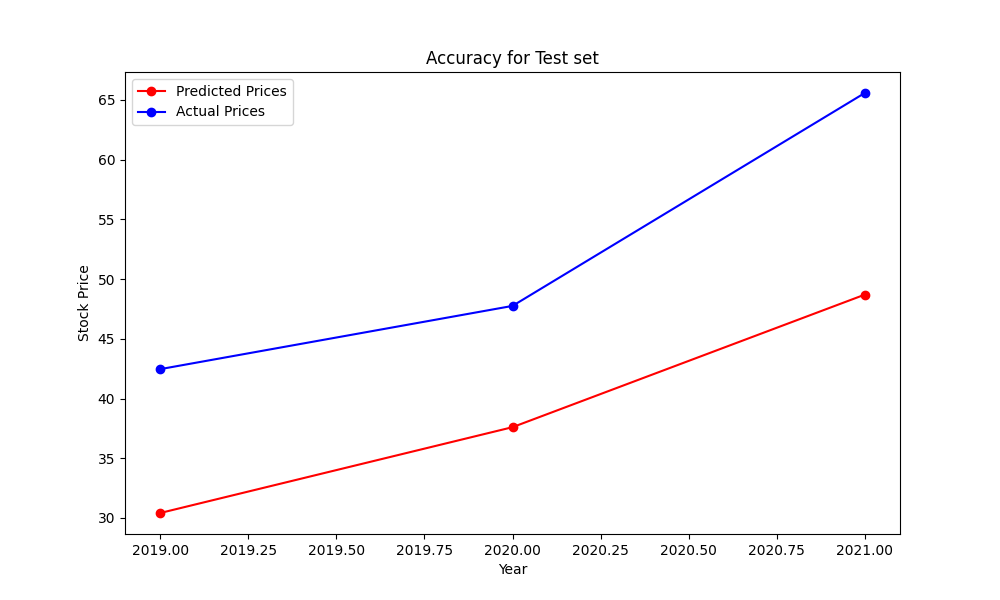 Accuracy for Test set
Predicted Prices
Actual Prices
Stock Price
65
60
55
50
45
40
35
30
2019.00 2019.25 2019.50 2019.75 2020.00 2020.25 2020.50 2020.75 2021.00
Year